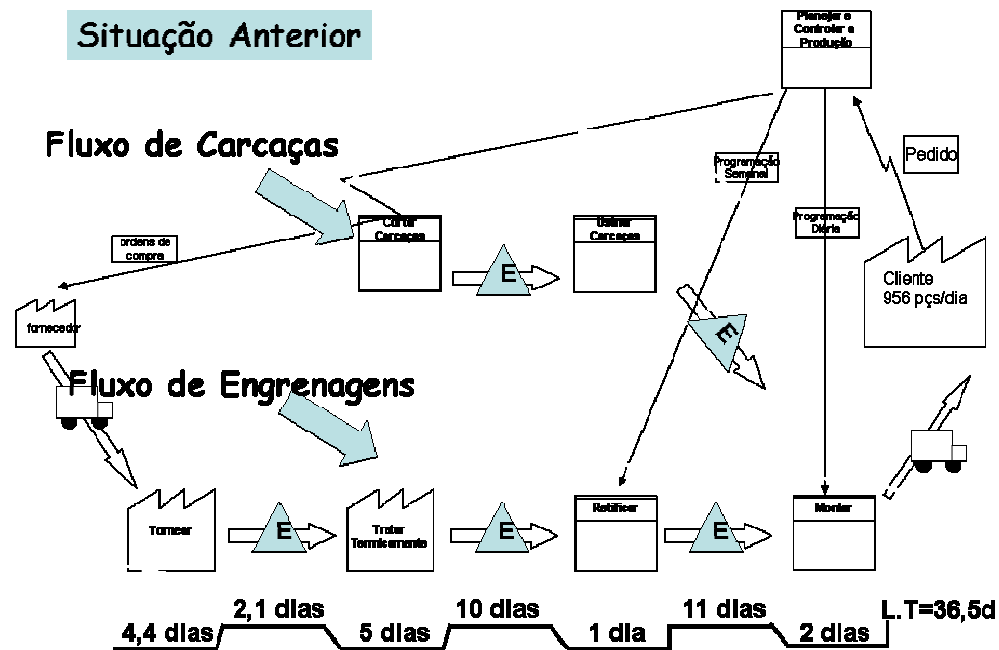 Situação Anterior
Planejar e
Controlar a
Produção
Fluxo de Carcaças
Programação
Semanal
Pedido
Programação
Diária
Cortar
Carcaças
Usinar
Carcaças
ordens de
compra
E
Cliente
956 pçs/dia
fornecedor
E
Fluxo de Engrenagens
Tornear
E
Tratar
Termicamente
E
Retificar
E
Montar
2,1 dias
10 dias
11 dias
L.T=36,5d
4,4 dias
5 dias
1 dia
2 dias